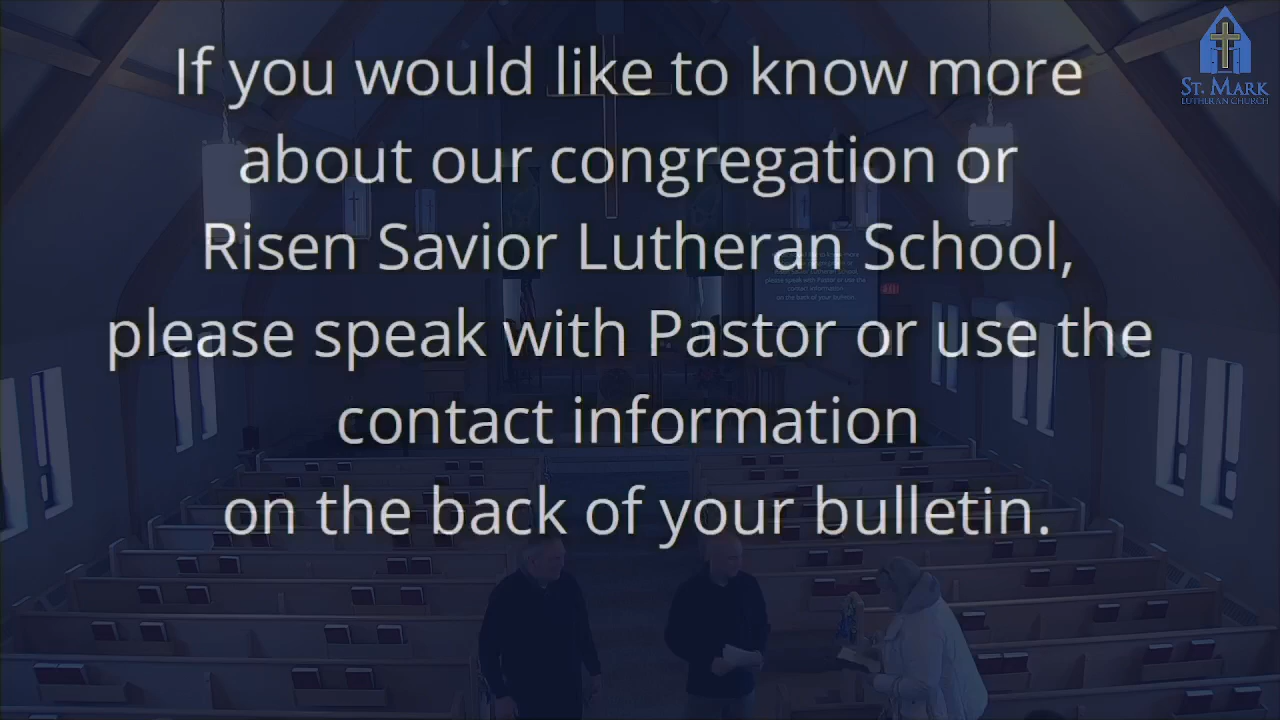 If you would like to know more
about our congregation or
Risen Savior Lutheran School,
please speak with Pastor or use the
contact information
on the back of your bulletin.
ST. MARK
LUTHERAN CHURCH